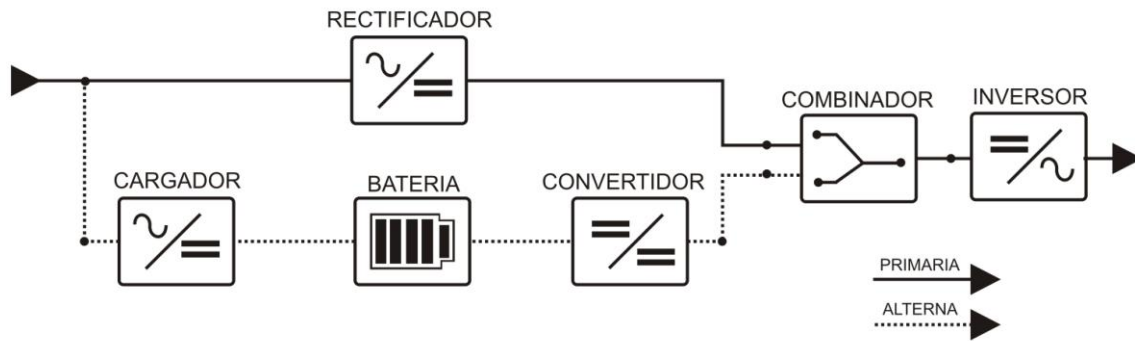 RECTIFICADOR
COMBINADOR
INVERSOR
CARGADOR
BATERIA
CONVERTIDOR
PRIMARIA
ALTERNA